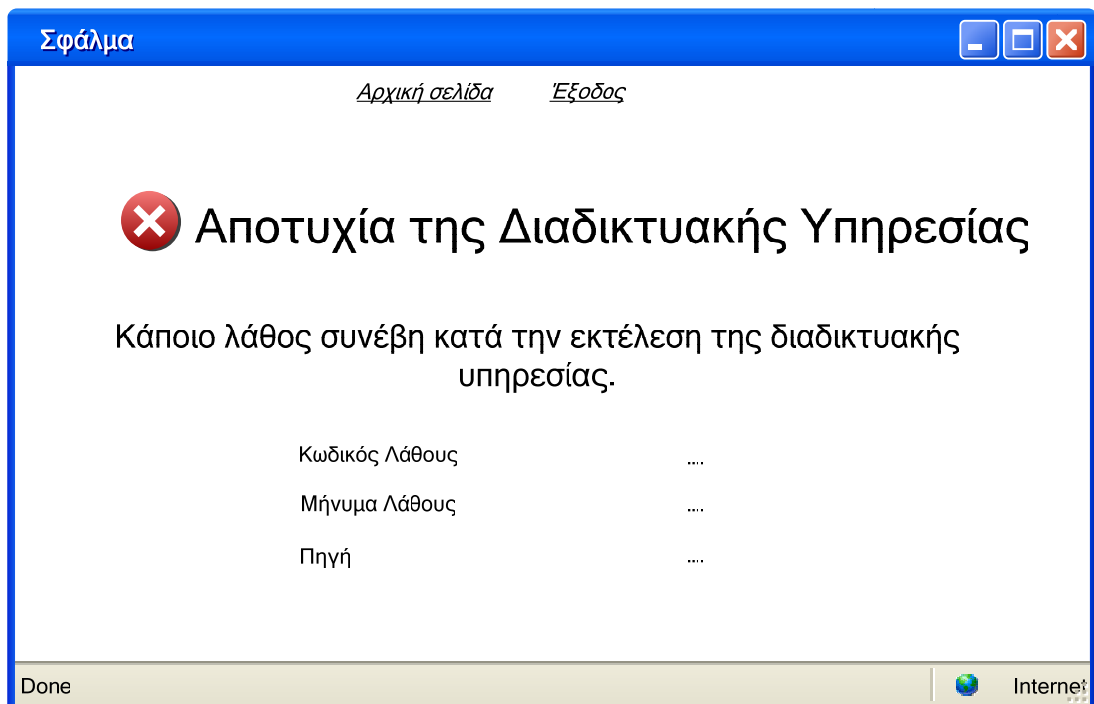 Σφάλμα
Αρχική σελίδα Έξοδος
Αποτυχία της Διαδικτυακής Υπηρεσίας
Κάποιο λάθος συνέβη κατά την εκτέλεση της διαδικτυακής
υπηρεσίας.
Κωδικός Λάθους ....
Μήνυμα Λάθους ....
Πηγή ....
Done Internet